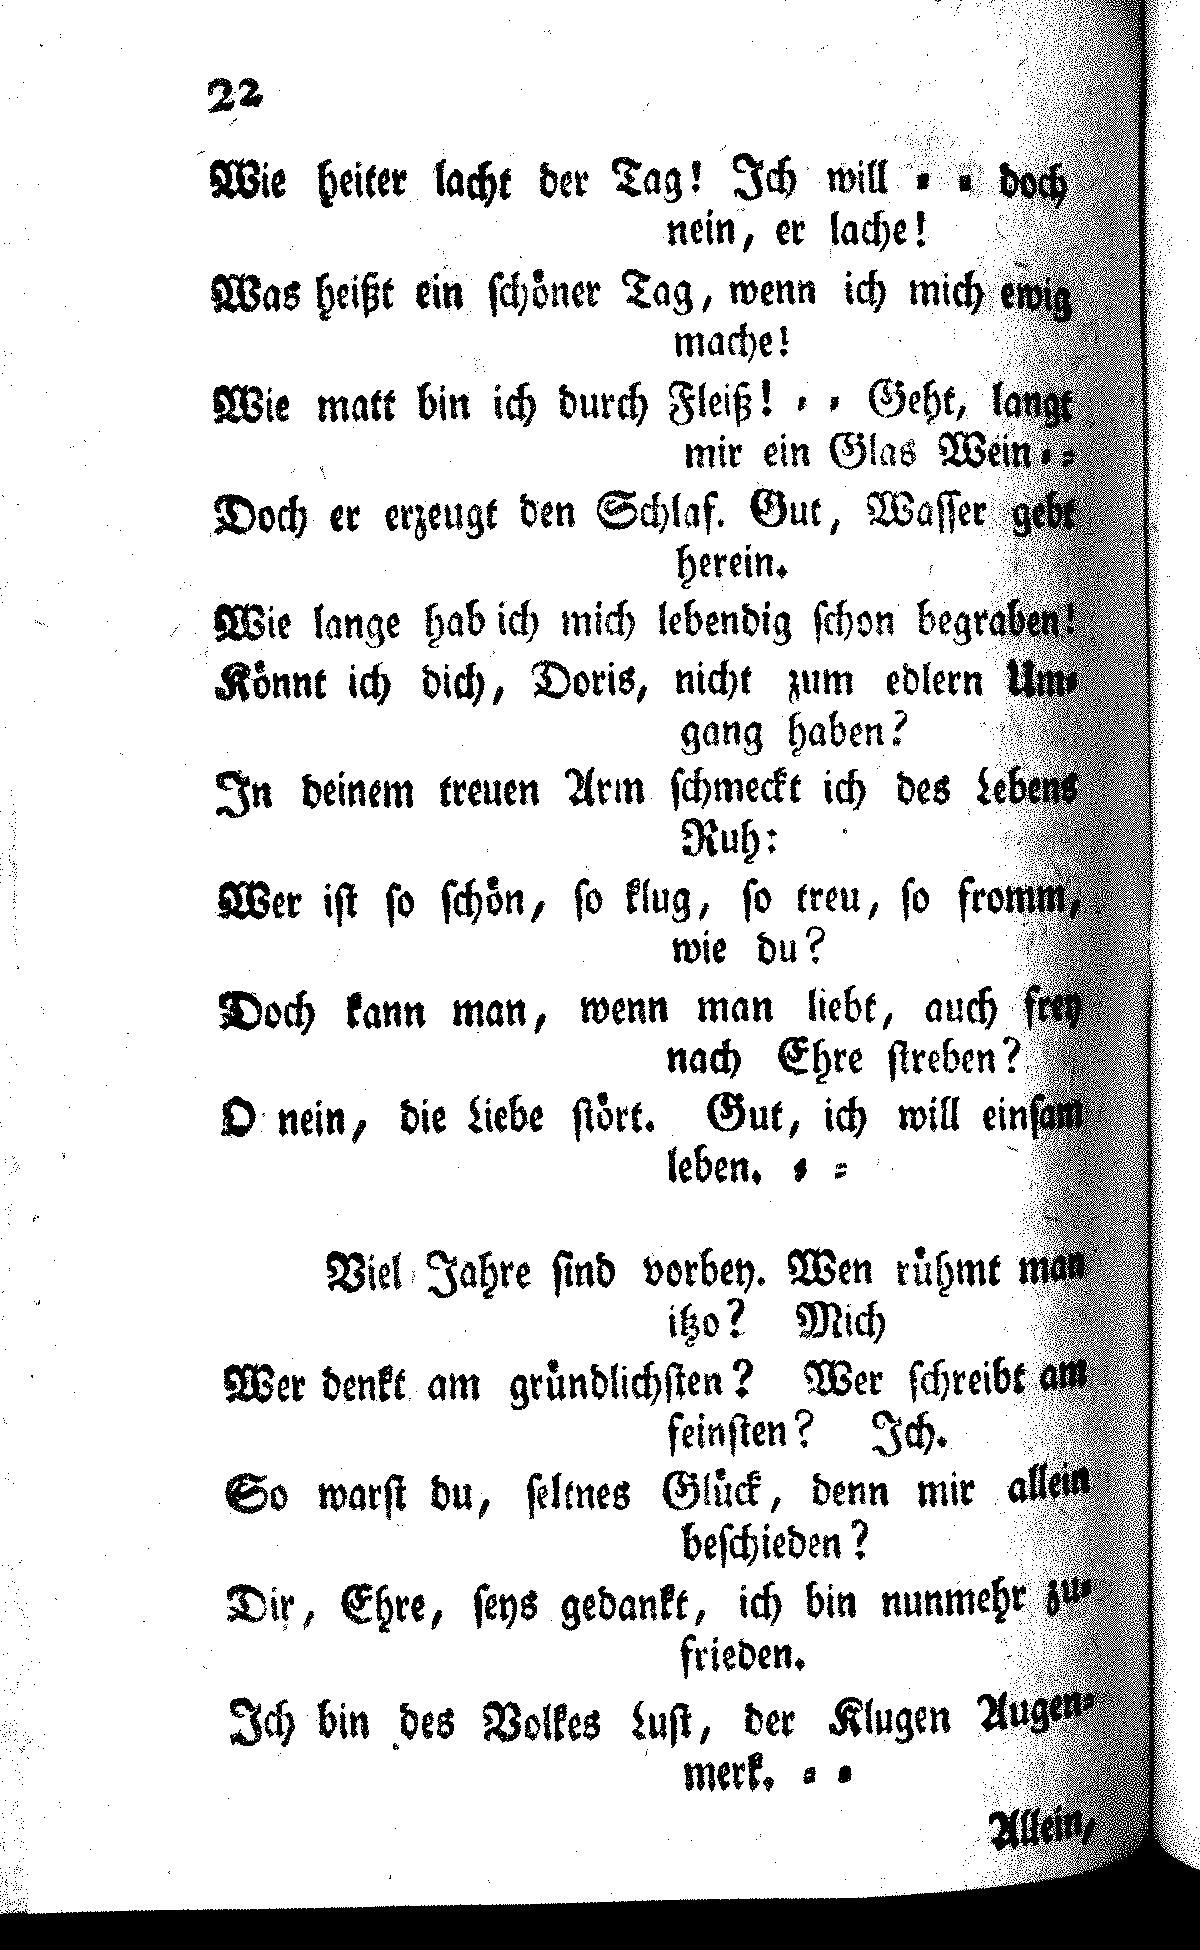 22
Wie heiter lacht der Tag! Ich will = = doch
nein, er lache!
Was heißt ein schöner Tag, wenn ich mich ewig
mache!
Wie matt bin ich durch Fleiß! = = Geht, langt
mir ein Glas Wein = =
Doch er erzeugt den Schlaf. Gut, Wasser gebt
herein.
Wie lange hab ich mich lebendig schon begraben!
Könnt ich dich, Doris, nicht zum edlern Um=
gang haben?
In deinem treuen Arm schmeckt ich des Lebens
Ruh:
Wer ist so schön, so klug, so treu, so fromm,
wie du?
Doch kann man, wenn man liebt, auch frey
nach Ehre streben?
O nein, die Liebe stört. Gut, ich will einsam
leben. = =
Viel Jahre sind vorbey. Wen rühmt man
itzo? Mich
Wer denkt am gründlichsten? Wer schreibt am
feinsten? Ich.
So warst du, seltnes Glück, denn mir allein
beschieden?
Dir, Ehre, seys gedankt, ich bin nunmehr zu=
frieden.
Ich bin des Volkes Lust, der Klugen Augen=
merk. = =
Allein,